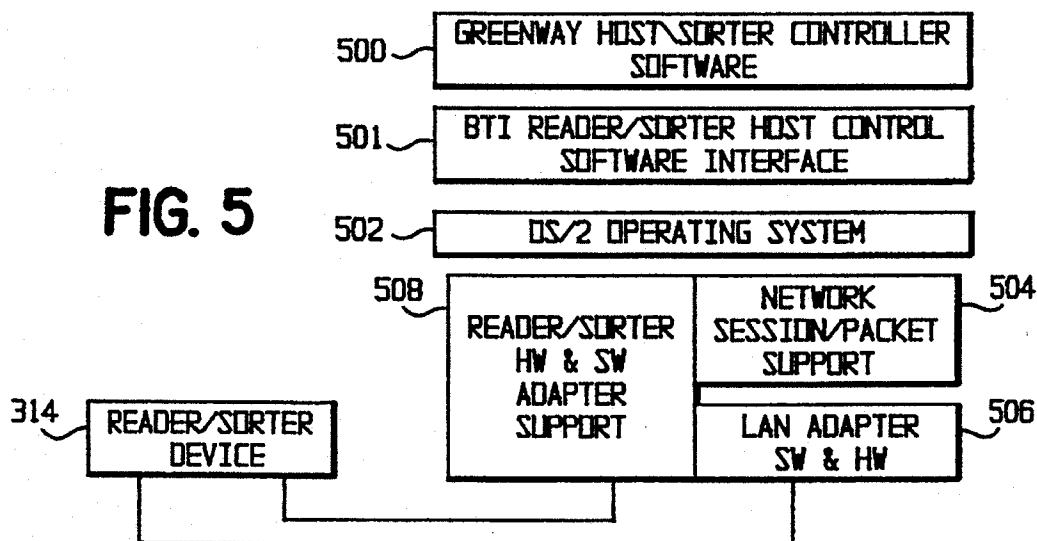 500
GREENWAY HOST\SORTER CONTROLLER
SOFTWARE
501
BTI READER/SORTER HOST CONTROL
SOFTWARE INTERFACE
FIG. 5
502
OS/2 OPERATING SYSTEM
508
READER/SORTER
HW & SW
ADAPTER
SUPPORT
NETWORK
SESSION/PACKET
SUPPORT
504
314
READER/SORTER
DEVICE
LAN ADAPTER
SW & HW
506